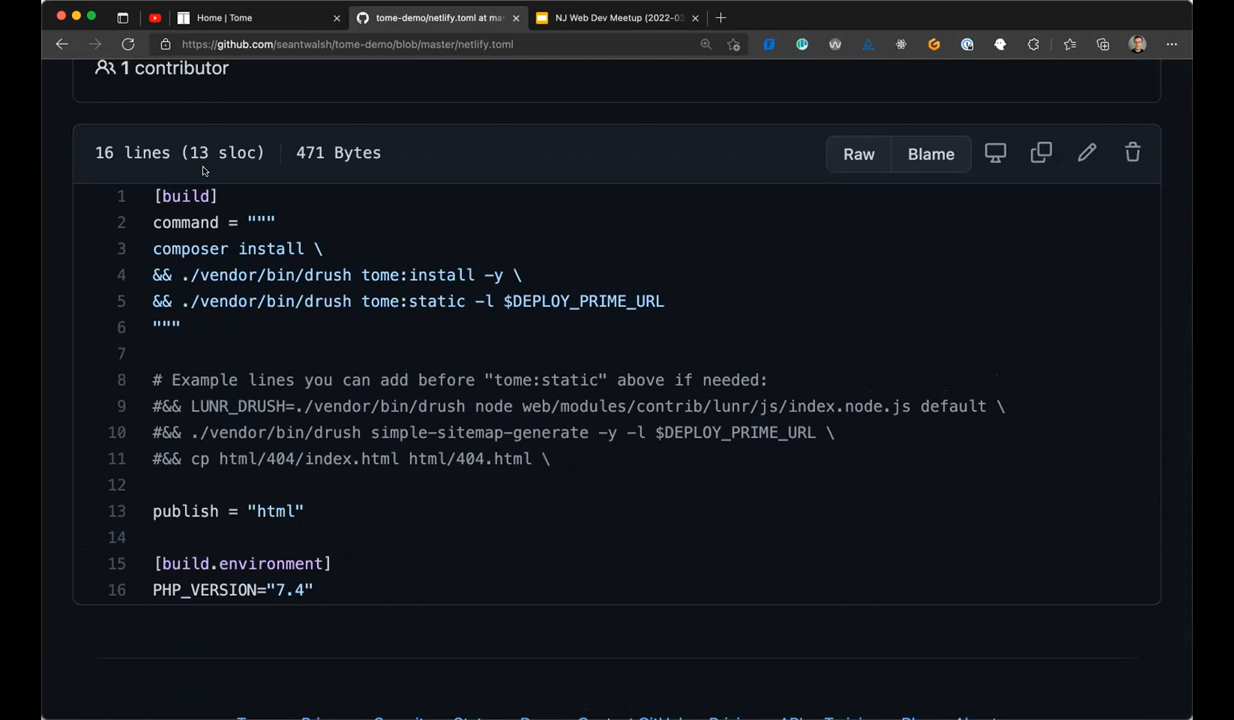 Home | Tome
tome-demo/netlify.toml at ma
NJ Web Dev Meetup (2022-03
https://github.com/seantwalsh/tome-demo/blob/master/netlify.toml
1 contributor
16 lines (13 sloc)
471 Bytes
Raw
Blame
1 [build]
2 command = """
3 composer install \
4 && ./vendor/bin/drush tome:install -y \
5 && ./vendor/bin/drush tome:static -l $DEPLOY_PRIME_URL
6 """
7
8 # Example lines you can add before "tome:static" above if needed:
9 #&& LUNR_DRUSH=./vendor/bin/drush node web/modules/contrib/lunr/js/index.node.js default \
10 #&& ./vendor/bin/drush simple-sitemap-generate -y -l $DEPLOY_PRIME_URL \
11 #&& cp html/404/index.html html/404.html \
12
13 publish = "html"
14
15 [build.environment]
16 PHP_VERSION="7.4"